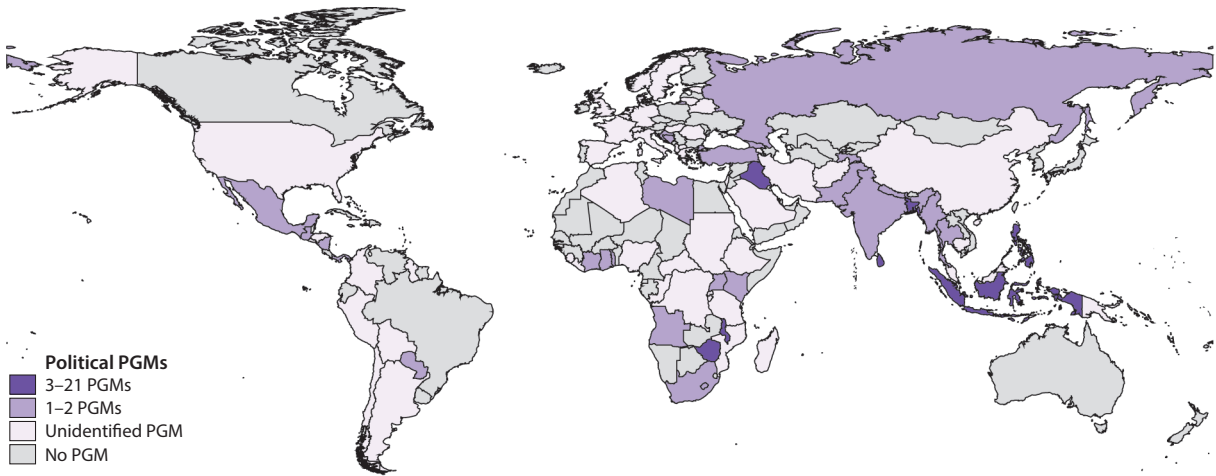 Political PGMs
3–21 PGMs
1–2 PGMs
Unidentified PGM
No PGM